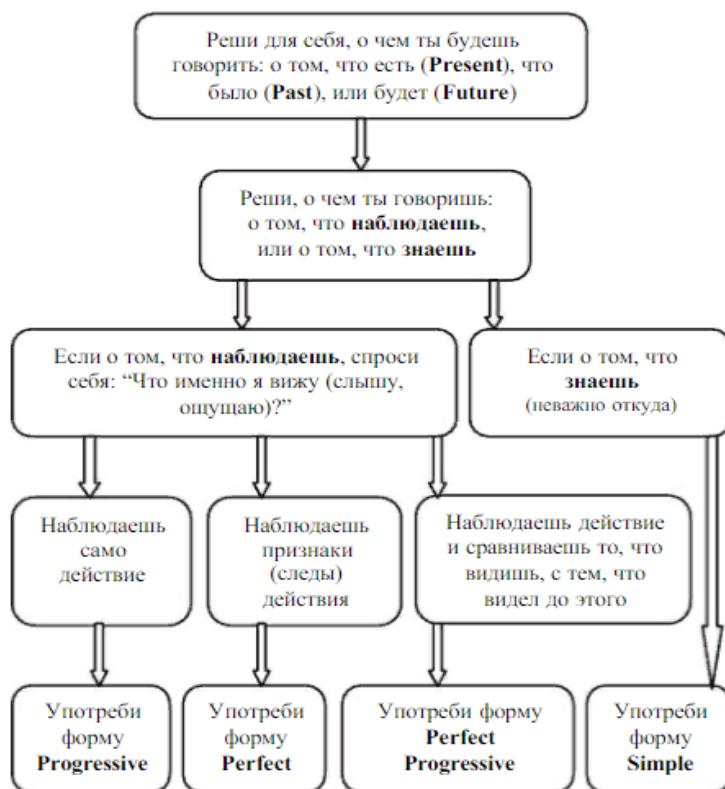 Реши для себя, о чем ты будешь
говорить: о том, что есть (Present), что
было (Past), или будет (Future)
Реши, о чем ты говоришь:
о том, что наблюдаешь,
или о том, что знаешь
Если о том, что наблюдаешь, спроси
себя: “Что именно я вижу (слышу,
ощущаю)?”
Если о том, что
знаешь
(неважно откуда)
Наблюдаешь
само
действие
Наблюдаешь
признаки
(следы)
действия
Наблюдаешь действие
и сравниваешь то, что
видишь, с тем, что
видел до этого
Употреби
форму
Progressive
Употреби
форму
Perfect
Употреби форму
Perfect
Progressive
Употреби
форму
Simple